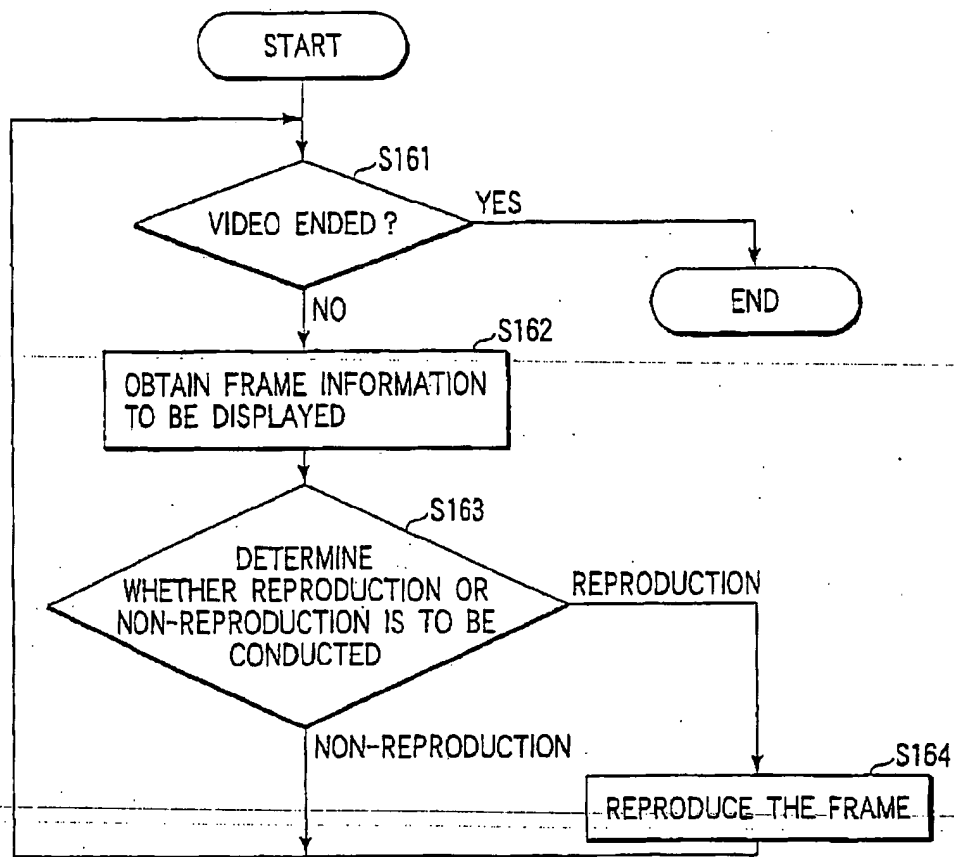 START
S161
VIDEO ENDED?
YES
END
NO
S162
OBTAIN FRAME INFORMATION
TO BE DISPLAYED
S163
DETERMINE
WHETHER REPRODUCTION OR
NON-REPRODUCTION IS TO BE
CONDUCTED
REPRODUCTION
NON-REPRODUCTION
S164
REPRODUCE THE FRAME